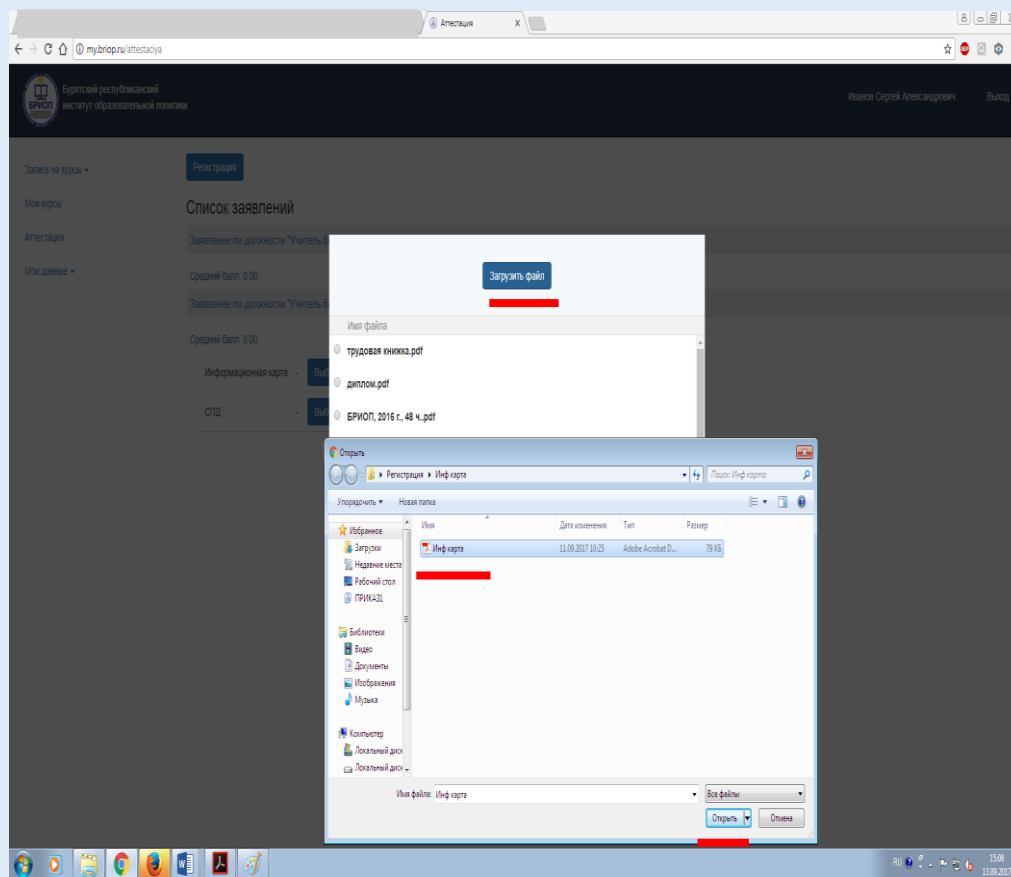 Аттестация
my.briop.ru/attestaciya
БРИОП
Бурятский республиканский
институт образовательной политики
Иванов Сергей Александрович
Выход
Запись на курсы
Мои курсы
Аттестация
Мои данные
Регистрация
Список заявлений
Заявление по должности "Учитель б
Средний балл: 0.00
Заявление по должности "Учитель б
Средний балл: 0.00
Информационная карта - Выб
СПД - Выб
Загрузить файл
Имя файла
трудовая книжка.pdf
диплом.pdf
БРИОП, 2016 г., 48 ч..pdf
Открыть
Регистрация Инф карта
Поиск: Инф карта
Упорядочить Новая папка
Имя Дата изменения Тип Размер
Инф карта 11.09.2017 10:25 Adobe Acrobat D... 79 КБ
Избранное
Загрузки
Недавние места
Рабочий стол
ПРИКАЗ1
Библиотеки
Видео
Документы
Изображения
Музыка
Компьютер
Локальный диск
Локальный диск
Имя файла: Инф карта
Все файлы
Открыть Отмена
RU
15:08
13.09.2017